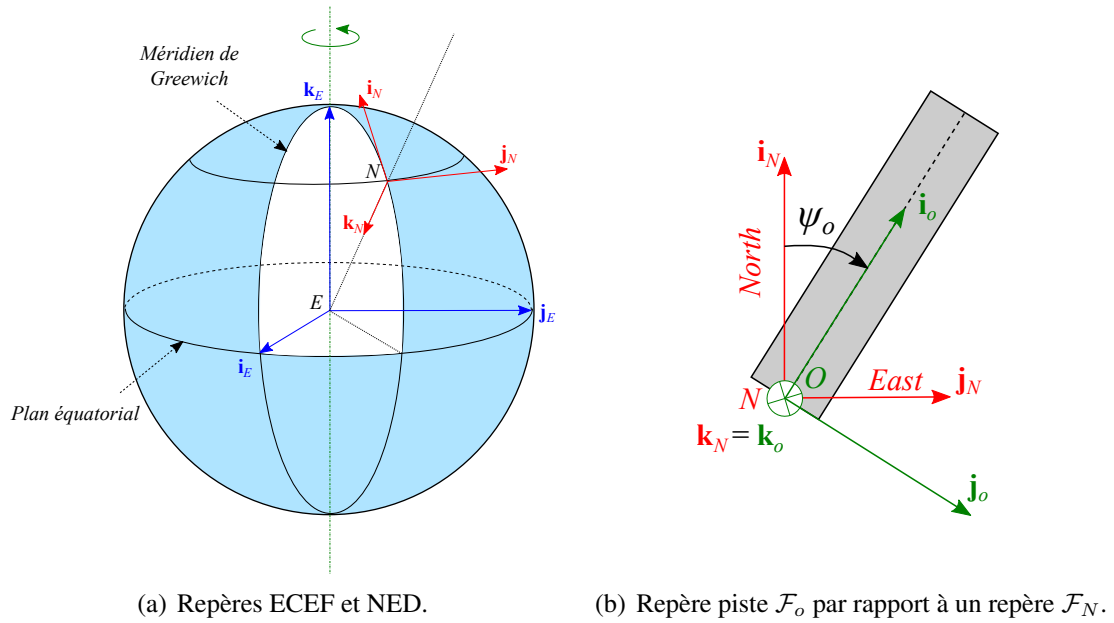 Méridien de
Greewich
k_E
i_N
j_N
N
k_N
E
j_E
i_E
Plan équatorial
i_N
North
ψ_o
i_o
N
O
East
j_N
k_N = k_o
j_o
(a) Repères ECEF et NED.
(b) Repère piste 𝓕_o par rapport à un repère 𝓕_N.